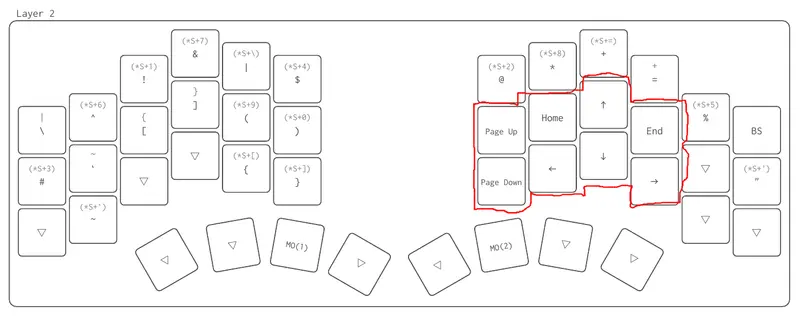 Layer 2
(*S+7)
&
(*S+\)
|
(*S+1)
!
(*S+4)
$
}
]
(*S+6)
^
(*S+9)
(
|
\
{
[
(*S+0)
)
~
`
(*S+[)
{
(*S+3)
#
(*S+])
}
(*S+`)
~
MO(1)
(*S+=)
+
(*S+8)
*
(*S+2)
@
+
=
↑
Home
(*S+5)
%
Page Up
End
BS
↓
←
Page Down
→
(*S+')
"
MO(2)